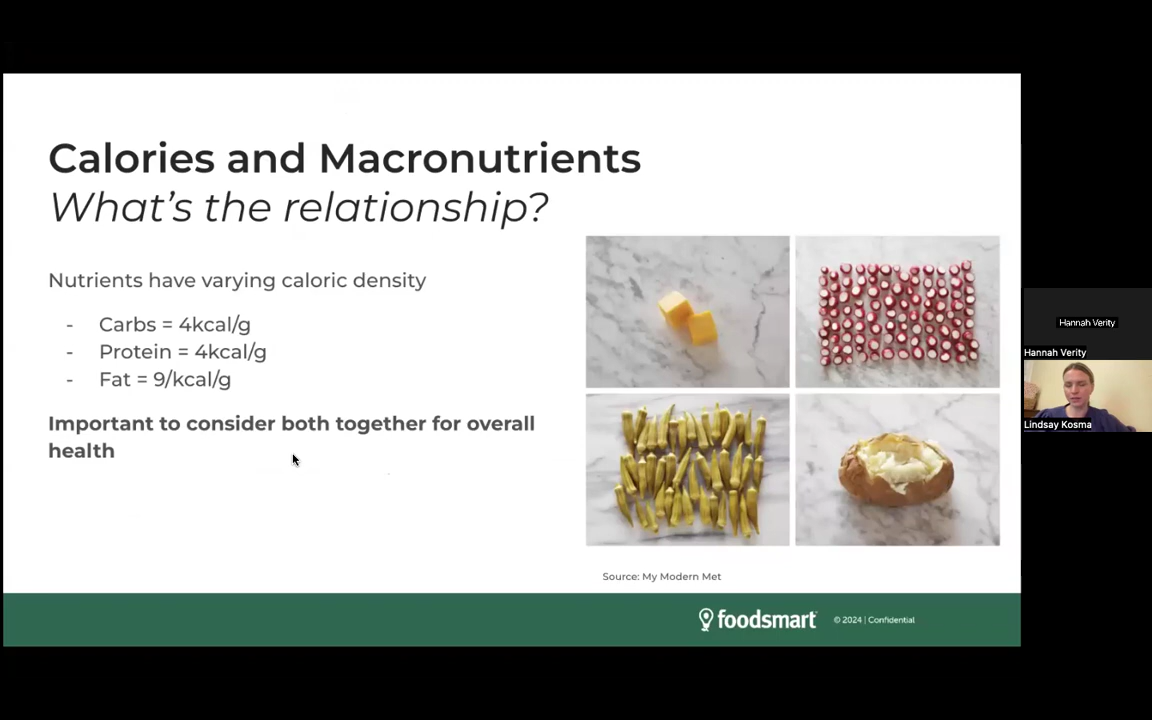 Calories and Macronutrients
What's the relationship?
Nutrients have varying caloric density
- Carbs = 4kcal/g
- Protein = 4kcal/g
- Fat = 9/kcal/g
Important to consider both together for overall
health
Source: My Modern Met
foodsmart
© 2024 | Confidential
Hannah Verity
Hannah Verity
Lindsay Kosma